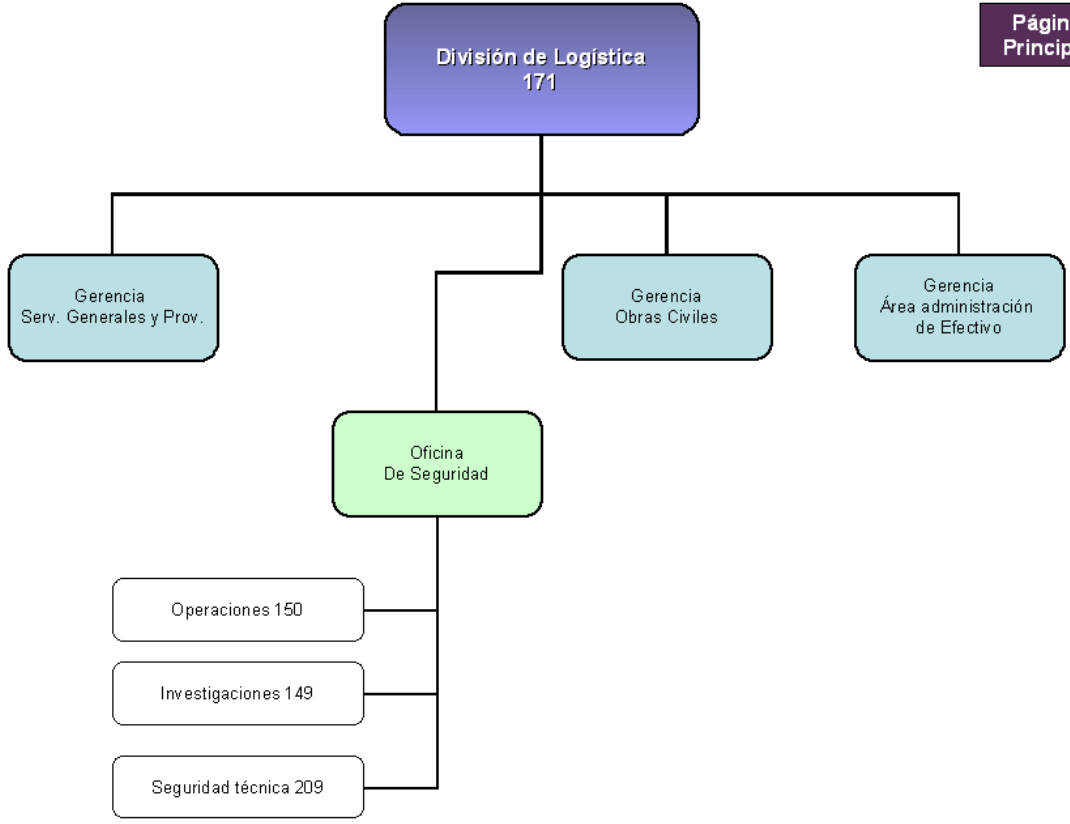 División de Logística
171
Gerencia
Serv. Generales y Prov.
Gerencia
Obras Civiles
Gerencia
Área administración
de Efectivo
Oficina
De Seguridad
Operaciones 150
Investigaciones 149
Seguridad técnica 209